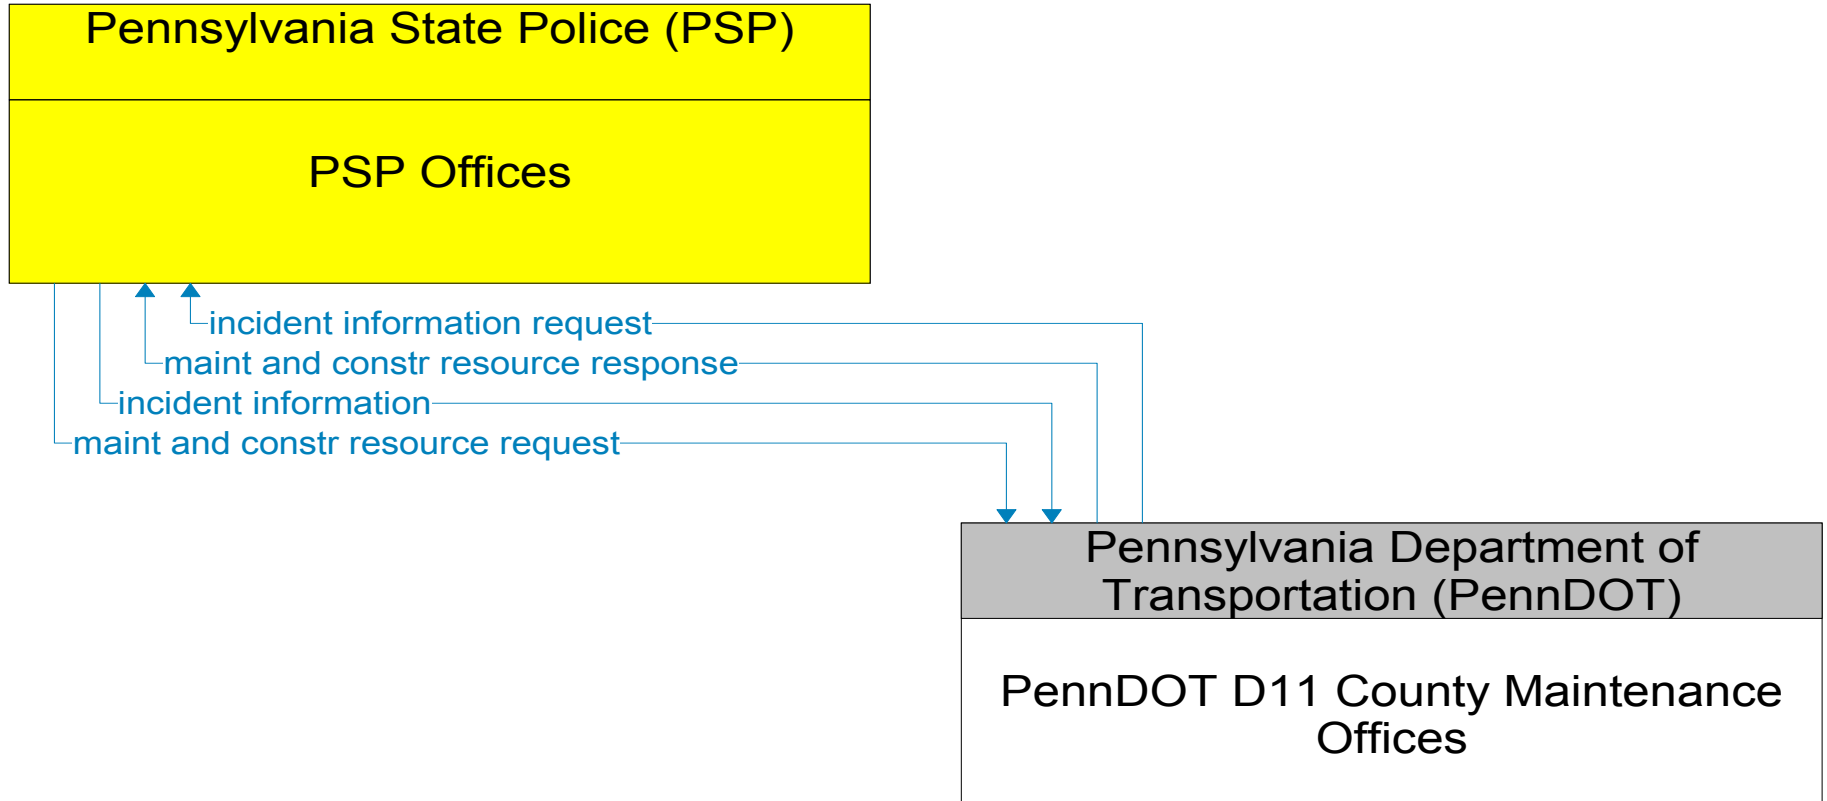 Pennsylvania State Police (PSP)
PSP Offices
incident information request
maint and constr resource response
incident information
maint and constr resource request
Pennsylvania Department of
Transportation (PennDOT)
PennDOT D11 County Maintenance
Offices